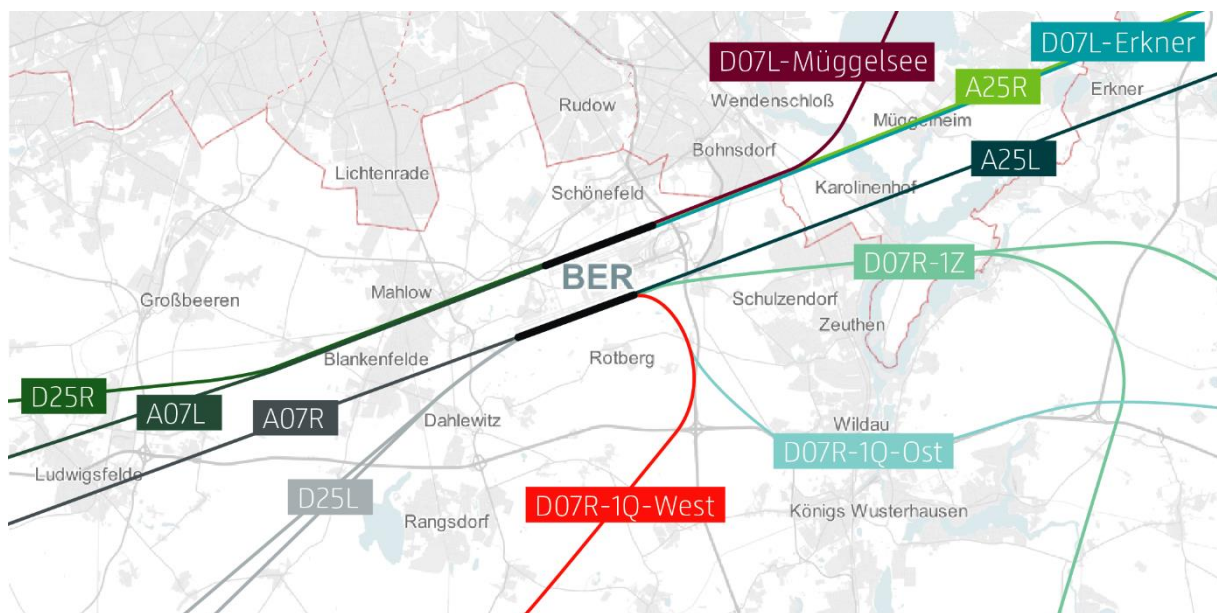 D07L-Erkner
D07L-Müggelsee
A25R
Erkner
Wendenschloß
Rudow
Müggelheim
Bohnsdorf
A25L
Lichtenrade
Karolinenhof
Schönefeld
D07R-1Z
BER
Mahlow
Großbeeren
Schulzendorf
Zeuthen
Blankenfelde
Rotberg
D25R
A07L
A07R
Dahlewitz
Wildau
D07R-1Q-Ost
Ludwigsfelde
D25L
D07R-1Q-West
Königs Wusterhausen
Rangsdorf